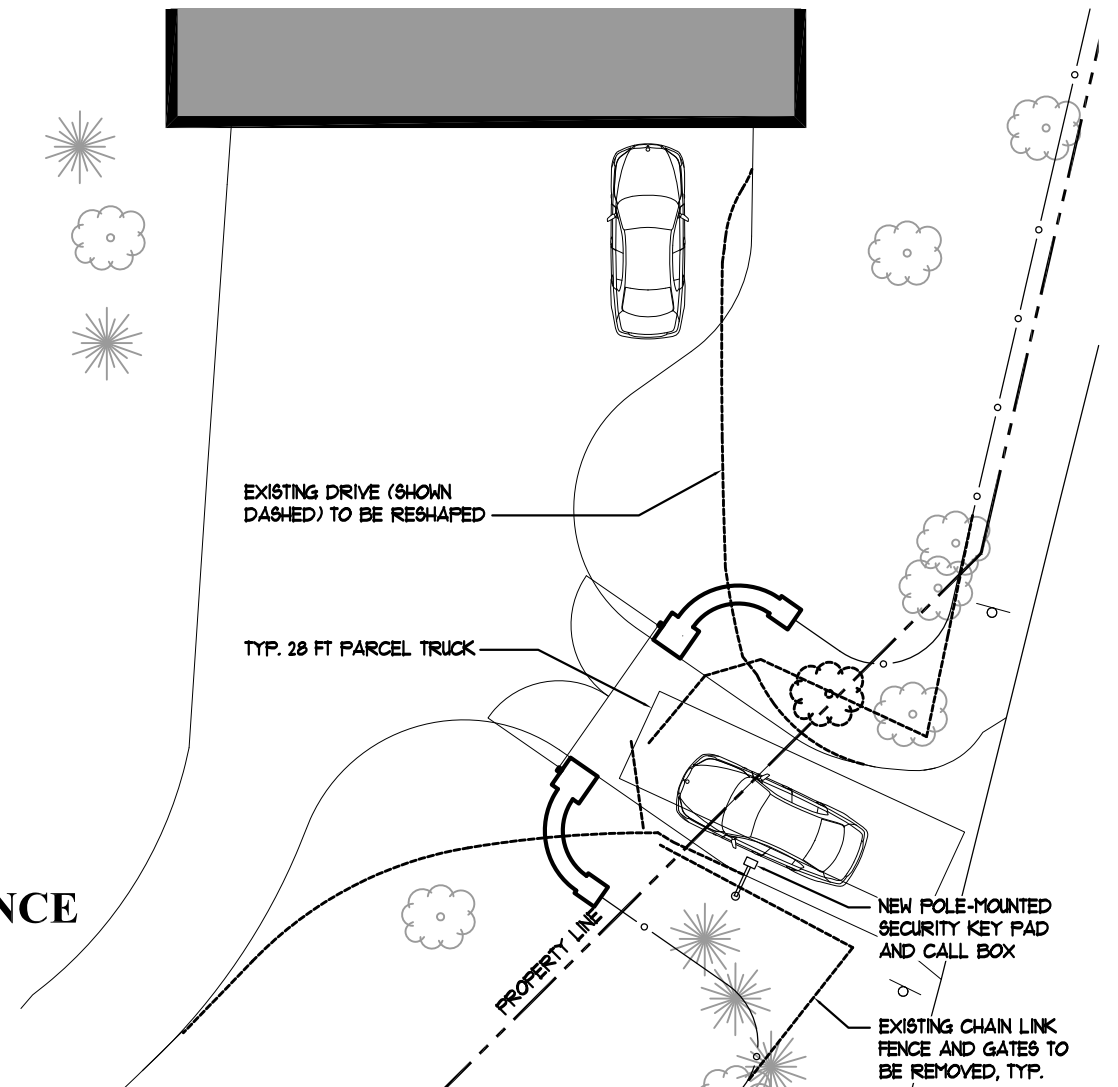 EXISTING DRIVE (SHOWN
DASHED) TO BE RESHAPED
TYP. 28 FT PARCEL TRUCK
NCE
PROPERTY LINE
NEW POLE-MOUNTED
SECURITY KEY PAD
AND CALL BOX
EXISTING CHAIN LINK
FENCE AND GATES TO
BE REMOVED, TYP.